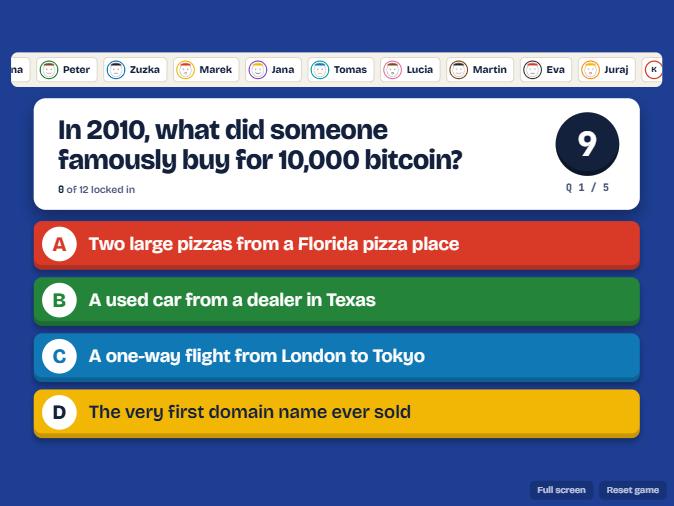 na Peter Zuzka Marek Jana Tomas Lucia Martin Eva Juraj K
In 2010, what did someone
famously buy for 10,000 bitcoin?
9
0 of 12 locked in
Q 1 / 5
A Two large pizzas from a Florida pizza place
B A used car from a dealer in Texas
C A one-way flight from London to Tokyo
D The very first domain name ever sold
Full screen Reset game